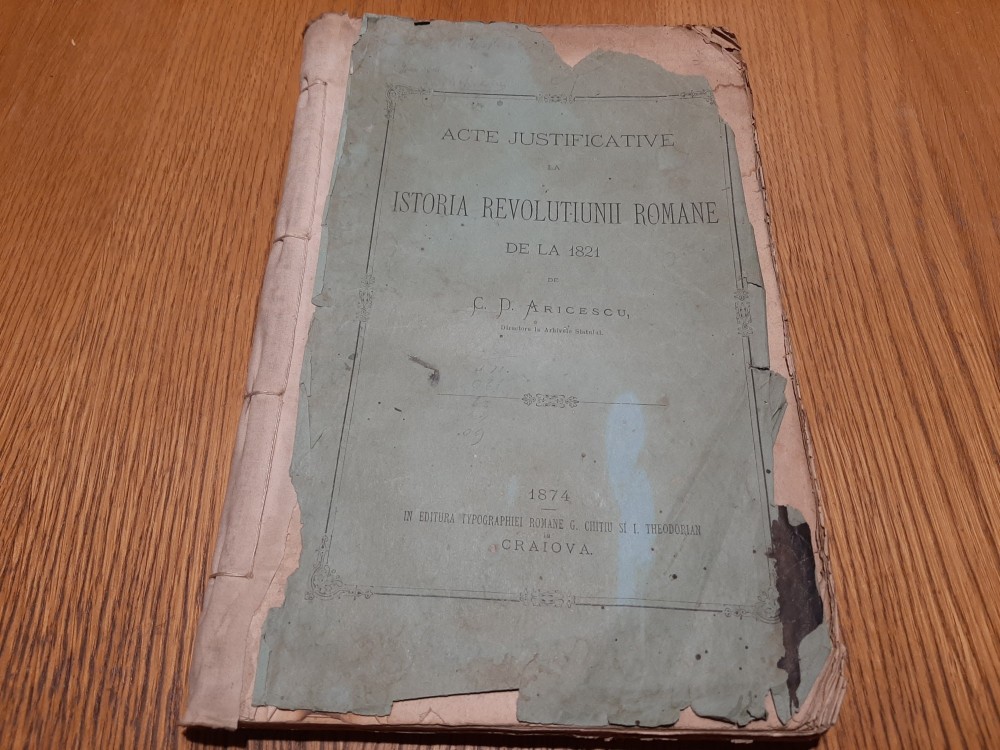 ACTE JUSTIFICATIVE
LA
ISTORIA REVOLUTIUNII ROMANE
DE LA 1821
DE
C. D. ARICESCU,
Directore la Arhivele Statului.
1874
IN EDITURA TYPOGRAPHIEI ROMANE G. CHITIU SI I. THEODORIAN
IN
CRAIOVA.